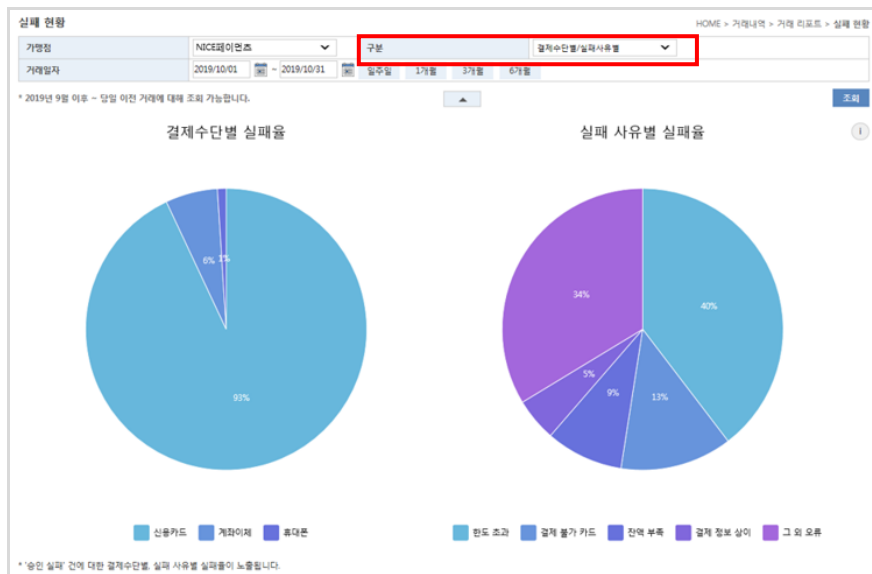 실패 현황
HOME > 거래내역 > 거래 리포트 > 실패 현황
가맹점 NICE페이먼츠 구분 결제수단별/실패사유별
거래일자 2019/10/01 ~ 2019/10/31 일주일 1개월 3개월 6개월
* 2019년 9월 이후 ~ 당일 이전 거래에 대해 조회 가능합니다.
조회
결제수단별 실패율
6% 1%
93%
신용카드 계좌이체 휴대폰
실패 사유별 실패율
i
34%
40%
5%
9%
13%
한도 초과 결제 불가 카드 잔액 부족 결제 정보 상이 그 외 오류
* '승인 실패' 건에 대한 결제수단별, 실패 사유별 실패율이 노출됩니다.